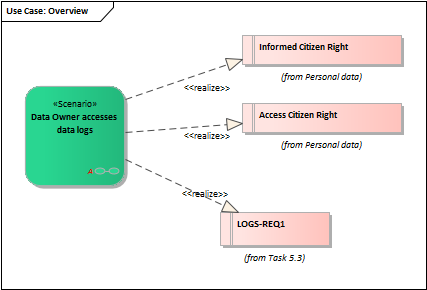 Use Case: Overview
Informed Citizen Right
(from Personal data)
<<realize>>
«Scenario»
Data Owner accesses
data logs
A
Access Citizen Right
(from Personal data)
<<realize>>
<<realize>>
LOGS-REQ1
(from Task 5.3)